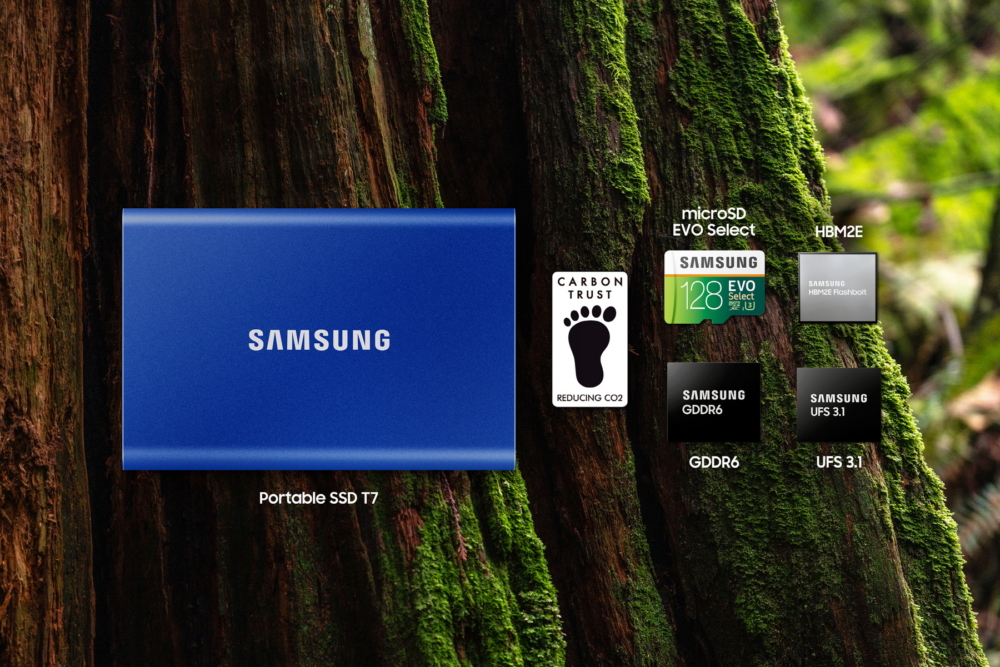 SAMSUNG
Portable SSD T7
CARBON
TRUST
REDUCING CO2
microSD
EVO Select
SAMSUNG
128 EVO
Select
HBM2E
SAMSUNG
HBM2E Flashbolt
SAMSUNG
GDDR6
GDDR6
SAMSUNG
UFS 3.1
UFS 3.1